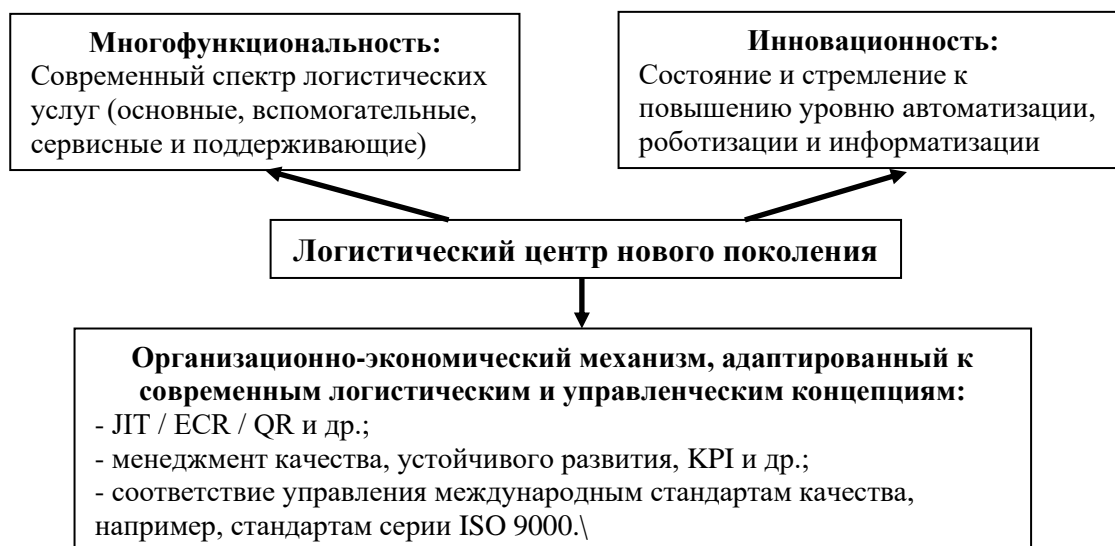 Многофункциональность:
Современный спектр логистических
услуг (основные, вспомогательные,
сервисные и поддерживающие)
Инновационность:
Состояние и стремление к
повышению уровню автоматизации,
роботизации и информатизации
Логистический центр нового поколения
Организационно-экономический механизм, адаптированный к
современным логистическим и управленческим концепциям:
- JIT / ECR / QR и др.;
- менеджмент качества, устойчивого развития, KPI и др.;
- соответствие управления международным стандартам качества,
например, стандартам серии ISO 9000.\